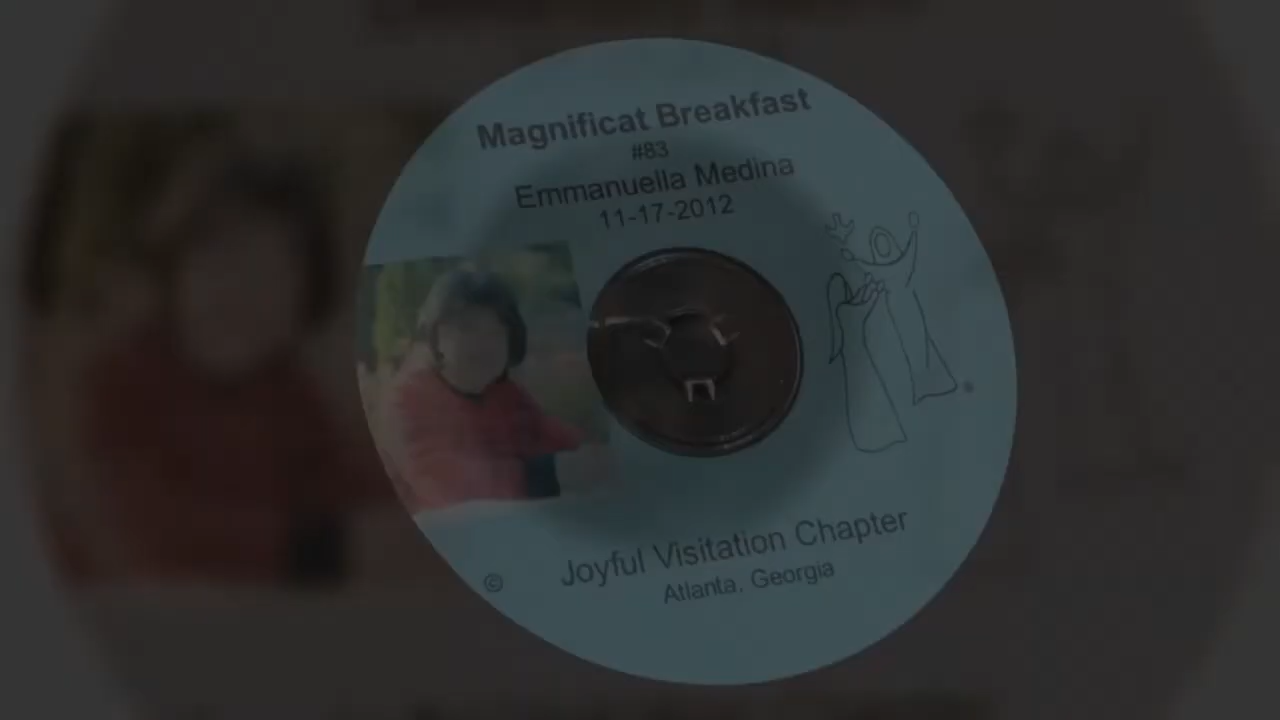 Magnificat Breakfast
#83
Emmanuella Medina
11-17-2012
©
Joyful Visitation Chapter
Atlanta, Georgia